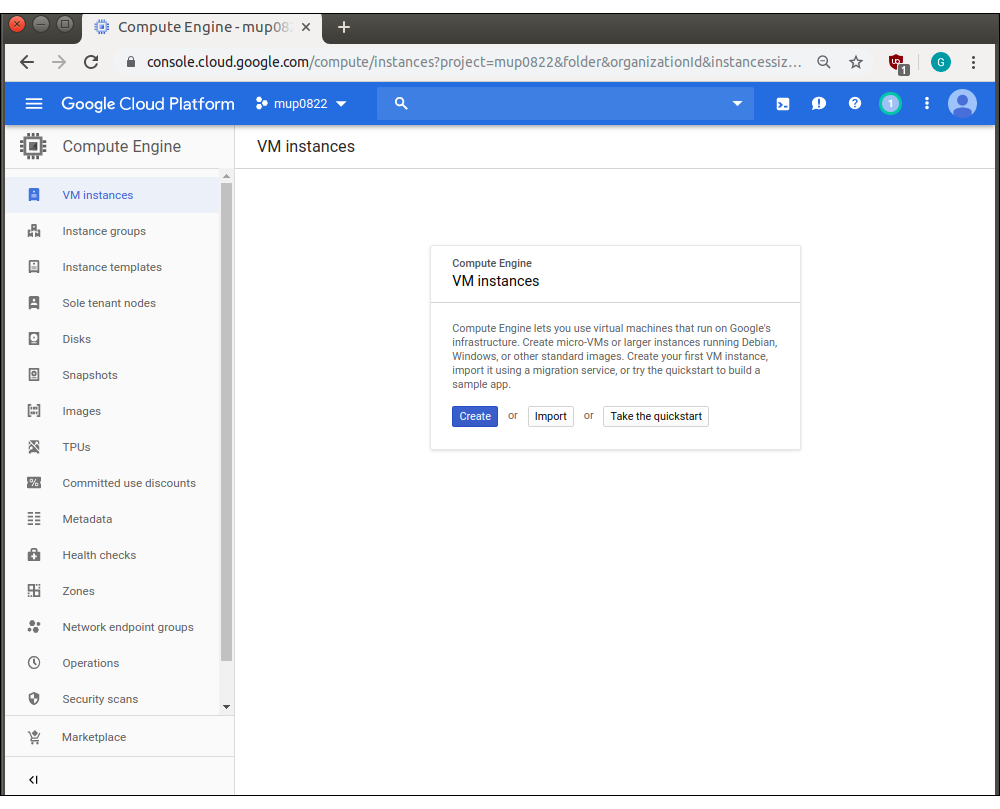 Compute Engine - mup082
console.cloud.google.com/compute/instances?project=mup0822&folder&organizationId&instancessiz...
1
G
Google Cloud Platform
mup0822
1
Compute Engine
VM instances
VM instances
Instance groups
Instance templates
Sole tenant nodes
Disks
Snapshots
Images
TPUs
Committed use discounts
Metadata
Health checks
Zones
Network endpoint groups
Operations
Security scans
Marketplace
Compute Engine
VM instances
Compute Engine lets you use virtual machines that run on Google's
infrastructure. Create micro-VMs or larger instances running Debian,
Windows, or other standard images. Create your first VM instance,
import it using a migration service, or try the quickstart to build a
sample app.
Create or Import or Take the quickstart